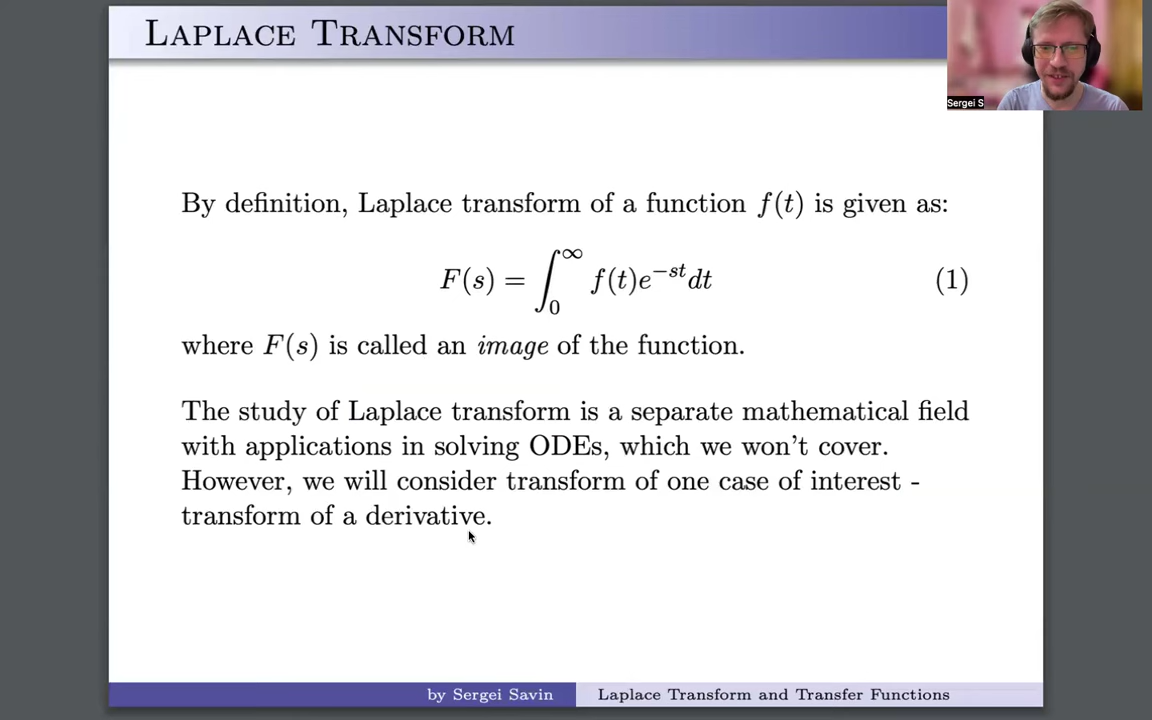 LAPLACE TRANSFORM
Sergei S
By definition, Laplace transform of a function f(t) is given as:
F(s) = ∫₀^∞ f(t)e^{−st}dt (1)
where F(s) is called an image of the function.
The study of Laplace transform is a separate mathematical field
with applications in solving ODEs, which we won't cover.
However, we will consider transform of one case of interest -
transform of a derivative.
by Sergei Savin
Laplace Transform and Transfer Functions